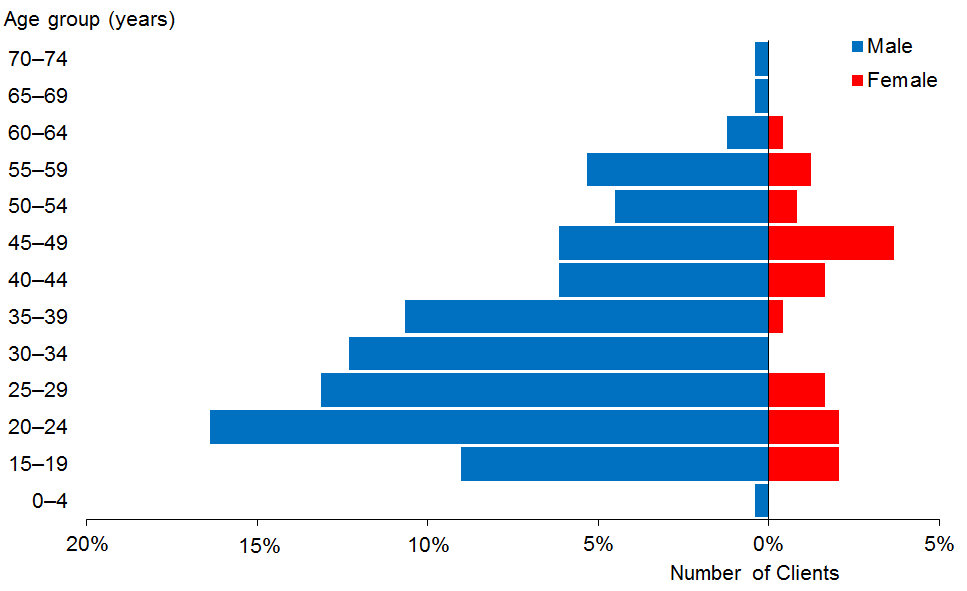 Age group (years)
Male
Female
70–74
65–69
60–64
55–59
50–54
45–49
40–44
35–39
30–34
25–29
20–24
15–19
0–4
20% 15% 10% 5% 0% 5%
Number of Clients